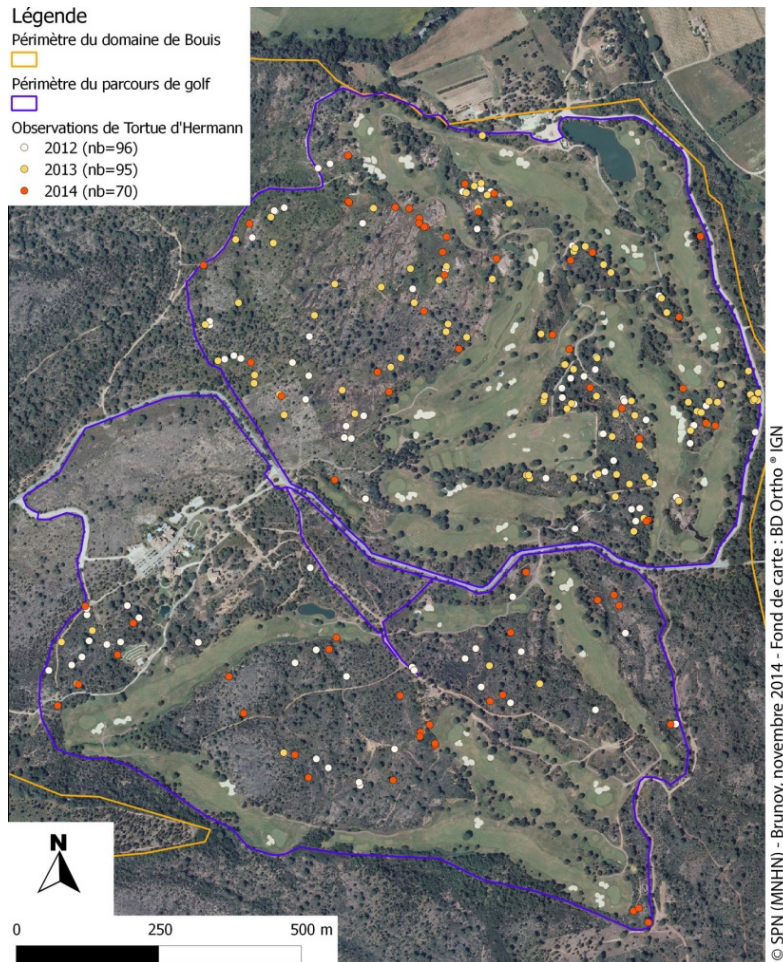 Légende
Périmètre du domaine de Bouis
Périmètre du parcours de golf
Observations de Tortue d'Hermann
2012 (nb=96)
2013 (nb=95)
2014 (nb=70)
N
0 250 500 m
© SPN (MNHN) - Brunov, novembre 2014 - Fond de carte : BD Ortho ® IGN